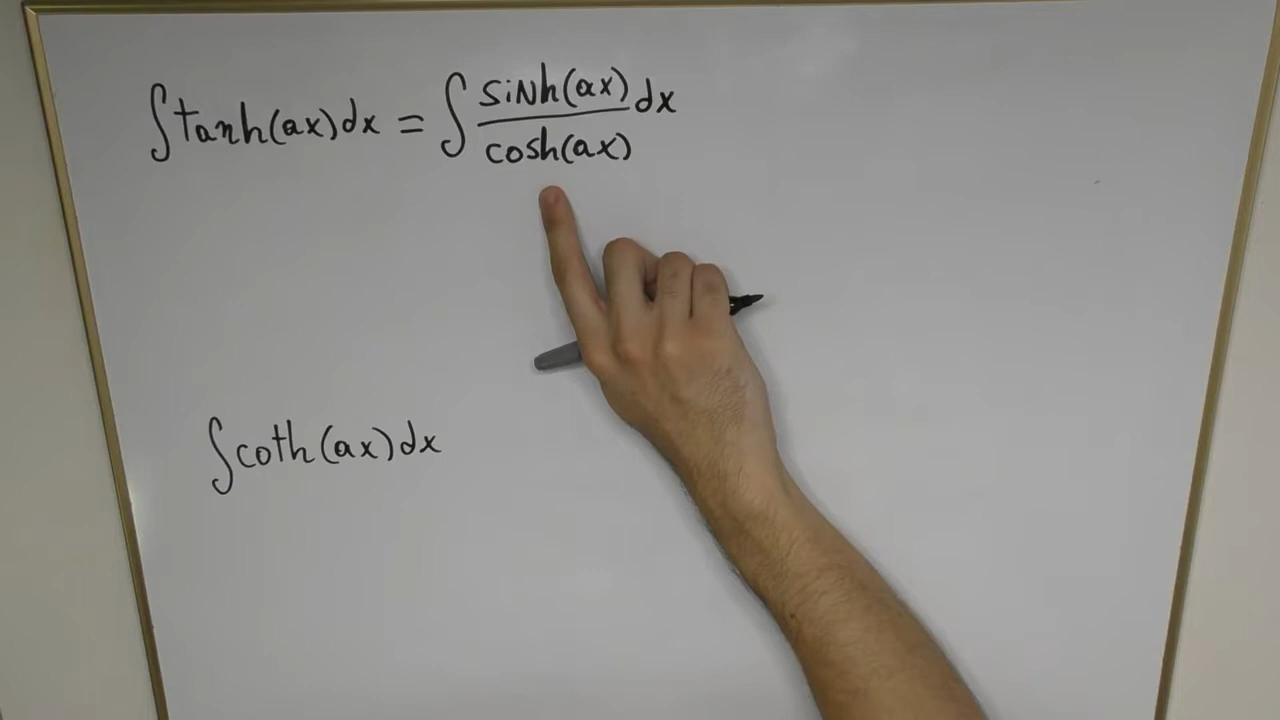 ∫tanh(ax)dx = ∫ sinh(ax)/cosh(ax) dx
∫coth(ax)dx